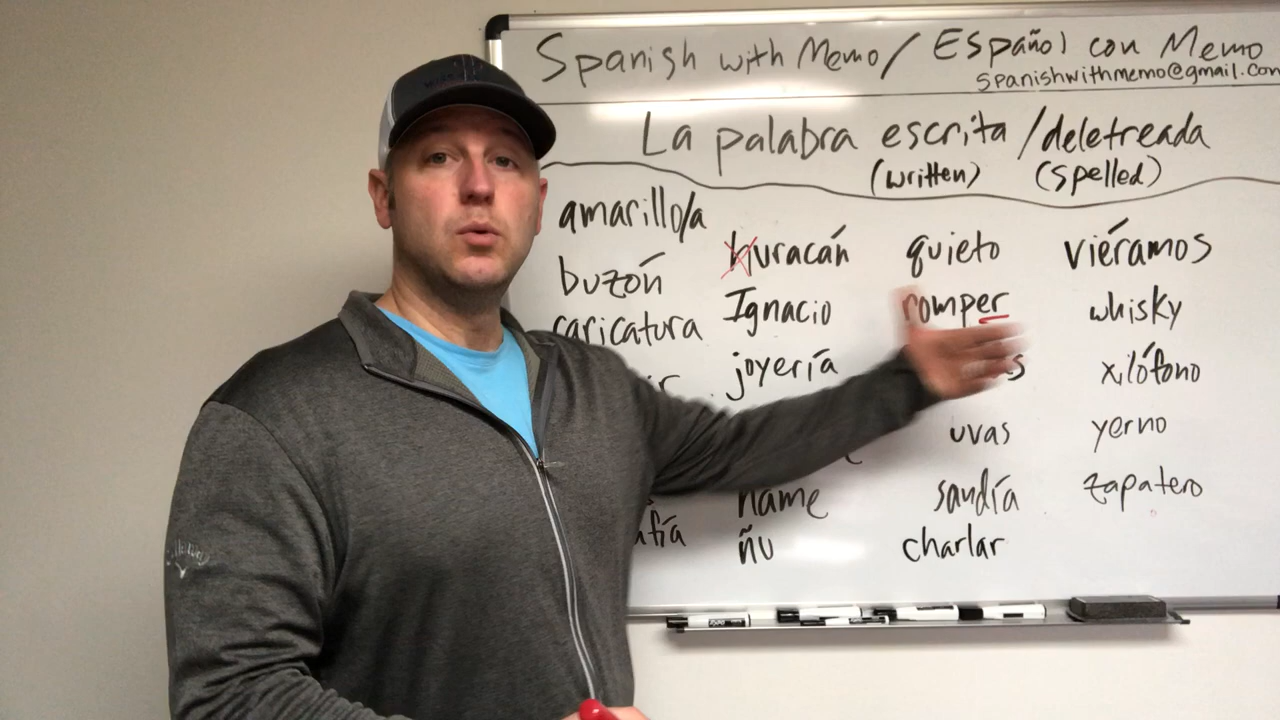 Spanish with Memo / Español con Memo
spanishwithmemo@gmail.com
La palabra escrita / deletreada
(written) (spelled)
amarillo/a
buzón
caricatura
huracán
Ignacio
joyería
ñame
ñu
quieto
romper
uvas
sandía
charlar
viéramos
whisky
xilófono
yerno
zapatero